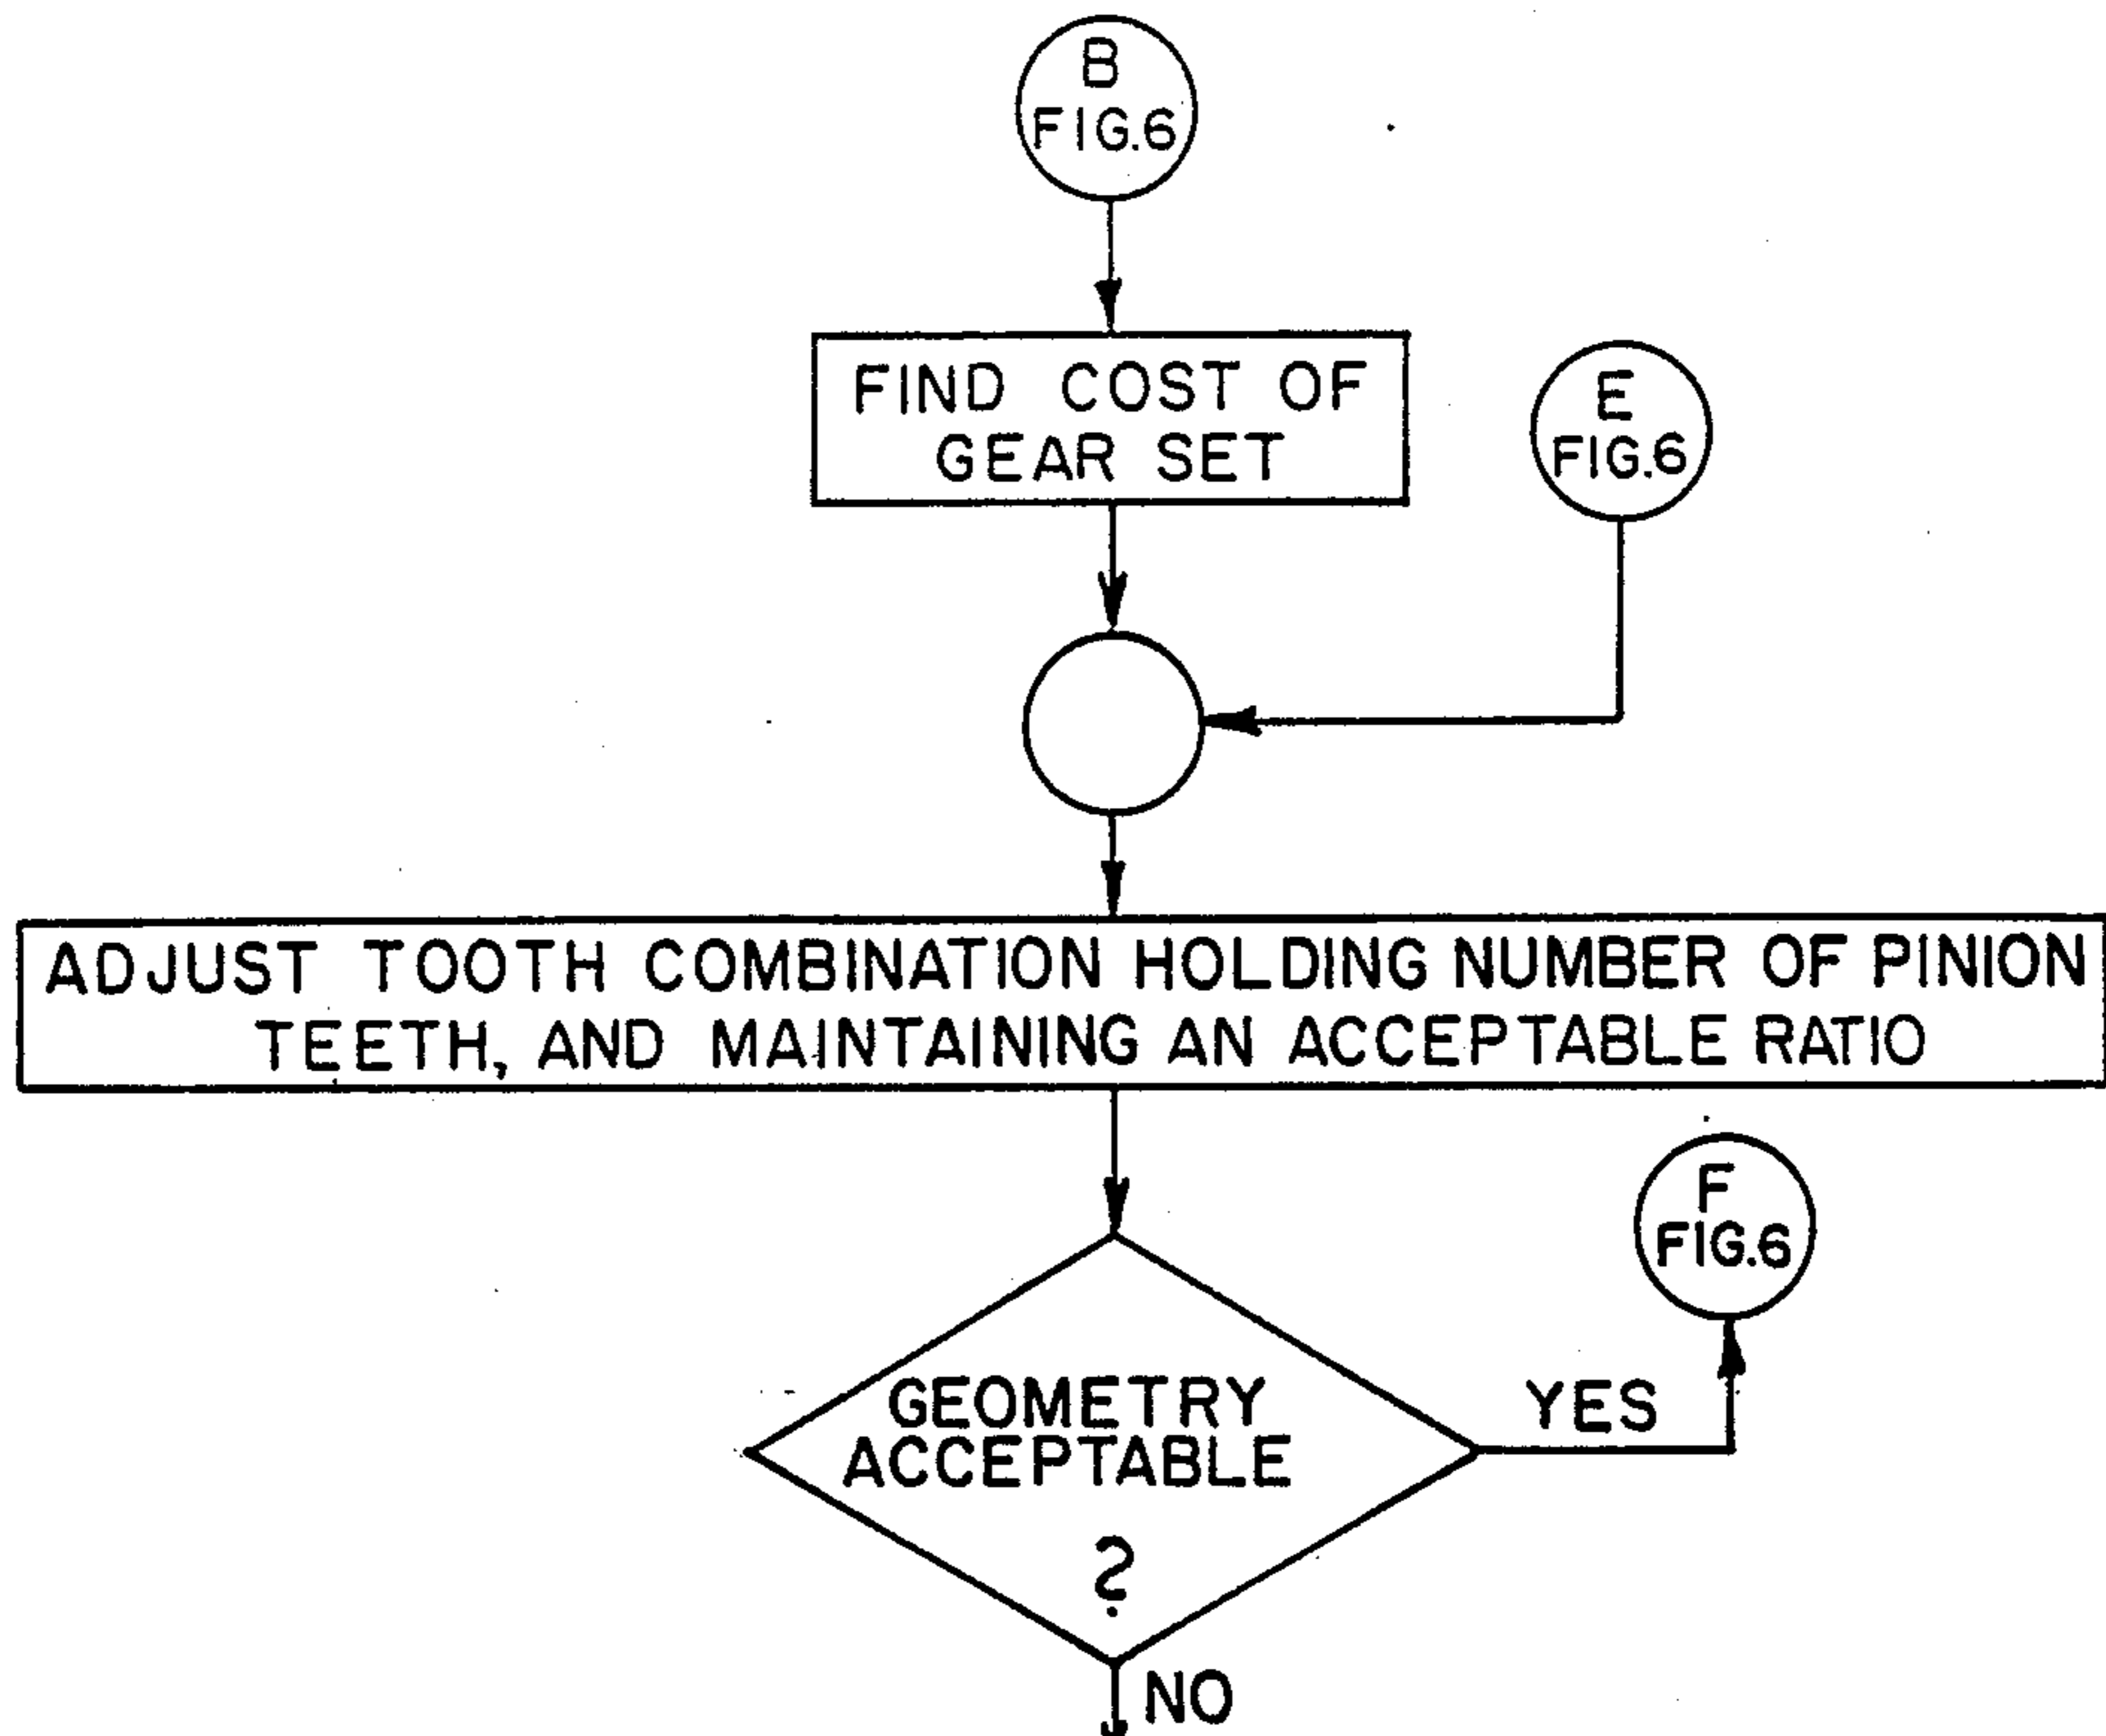 B
FIG.6
FIND COST OF
GEAR SET
E
FIG.6
ADJUST TOOTH COMBINATION HOLDING NUMBER OF PINION
TEETH, AND MAINTAINING AN ACCEPTABLE RATIO
F
FIG.6
GEOMETRY
ACCEPTABLE
?
YES
NO